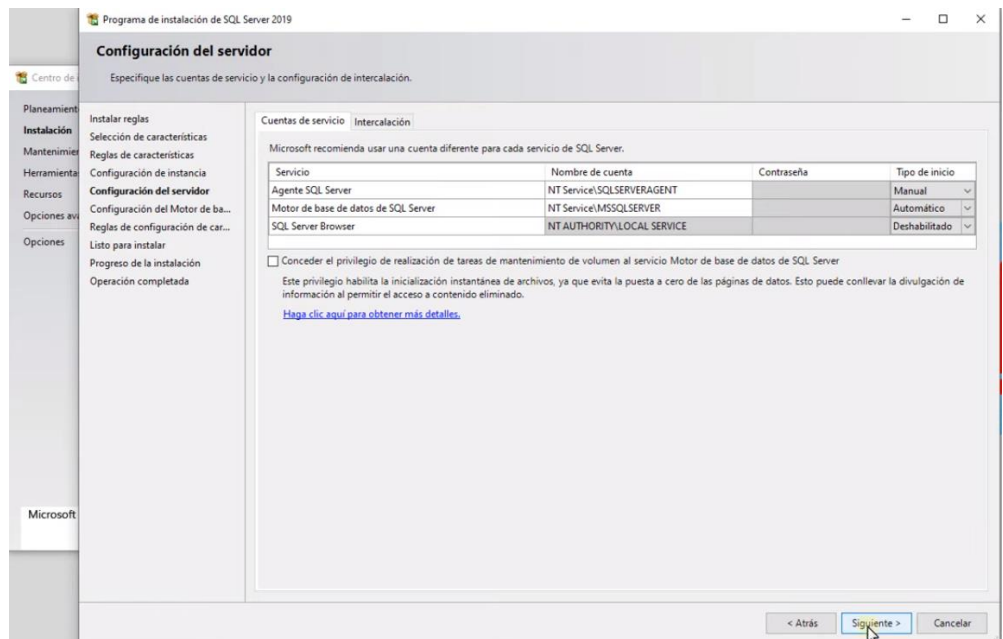 Programa de instalación de SQL Server 2019
Configuración del servidor
Especifique las cuentas de servicio y la configuración de intercalación.
Centro de
Planeamient
Instalación
Mantenimier
Herramienta
Recursos
Opciones ava
Opciones
Microsoft
Instalar reglas
Selección de características
Reglas de características
Configuración de instancia
Configuración del servidor
Configuración del Motor de ba...
Reglas de configuración de car...
Listo para instalar
Progreso de la instalación
Operación completada
Cuentas de servicio Intercalación
Microsoft recomienda usar una cuenta diferente para cada servicio de SQL Server.
Servicio Nombre de cuenta Contraseña Tipo de inicio
Agente SQL Server NT Service\SQLSERVERAGENT Manual
Motor de base de datos de SQL Server NT Service\MSSQLSERVER Automático
SQL Server Browser NT AUTHORITY\LOCAL SERVICE Deshabilitado
Conceder el privilegio de realización de tareas de mantenimiento de volumen al servicio Motor de base de datos de SQL Server
Este privilegio habilita la inicialización instantánea de archivos, ya que evita la puesta a cero de las páginas de datos. Esto puede conllevar la divulgación de
información al permitir el acceso a contenido eliminado.
Haga clic aquí para obtener más detalles.
< Atrás Siguiente > Cancelar